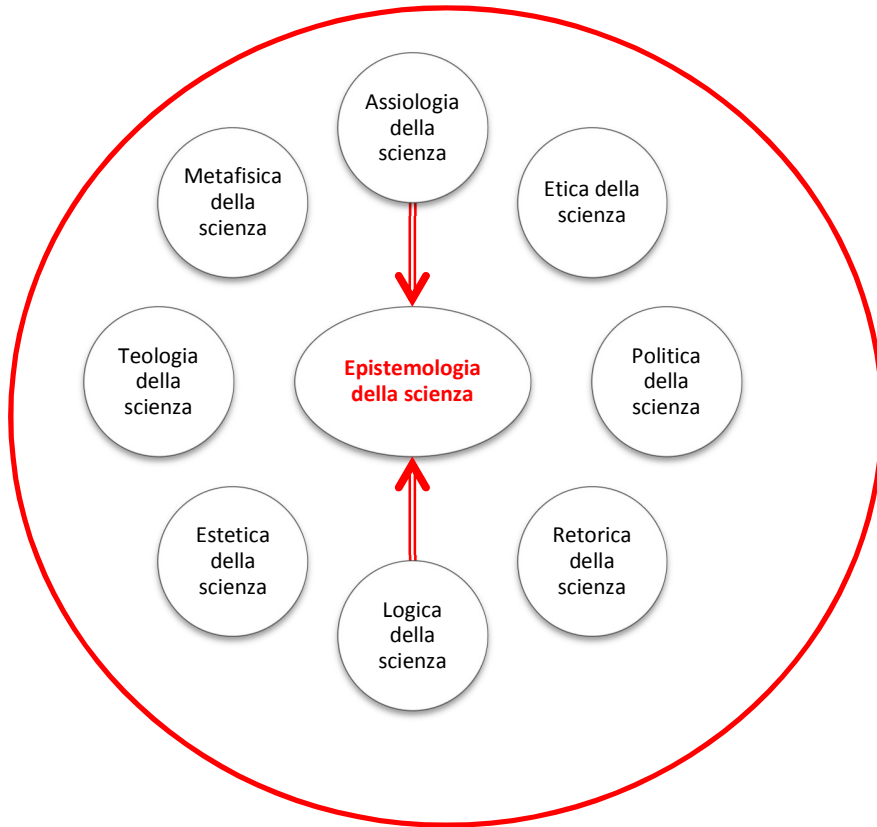 Assiologia
della
scienza
Metafisica
della
scienza
Etica della
scienza
Teologia
della
scienza
Epistemologia
della scienza
Politica
della
scienza
Estetica
della
scienza
Retorica
della
scienza
Logica
della
scienza